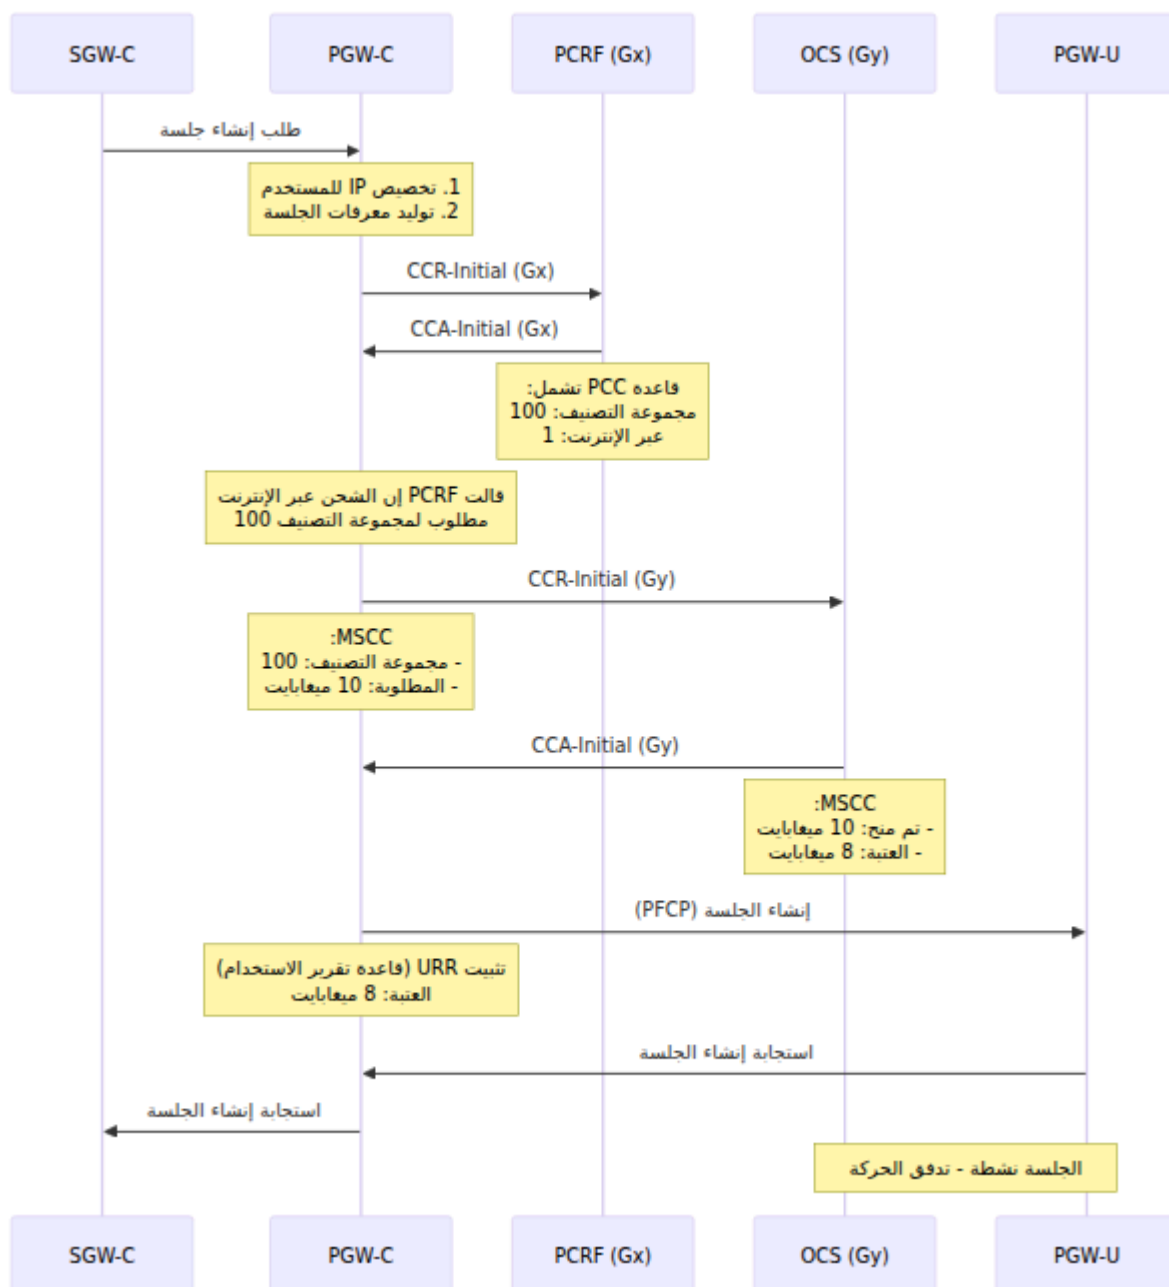 SGW-C
PGW-C
PCRF (Gx)
OCS (Gy)
PGW-U
طلب إنشاء جلسة
1. تخصيص IP للمستخدم
2. توليد معرفات الجلسة
CCR-Initial (Gx)
CCA-Initial (Gx)
قاعدة PCC تشمل:
مجموعة التصنيف: 100
عبر الإنترنت: 1
قالت PCRF إن الشحن عبر الإنترنت
مطلوب لمجموعة التصنيف 100
CCR-Initial (Gy)
MSCC:
- مجموعة التصنيف: 100
- المطلوبة: 10 ميغابايت
CCA-Initial (Gy)
MSCC:
- تم منح: 10 ميغابايت
- العتبة: 8 ميغابايت
إنشاء الجلسة (PFCP)
تثبيت URR (قاعدة تقرير الاستخدام)
العتبة: 8 ميغابايت
استجابة إنشاء الجلسة
استجابة إنشاء الجلسة
الجلسة نشطة - تدفق الحركة
SGW-C
PGW-C
PCRF (Gx)
OCS (Gy)
PGW-U